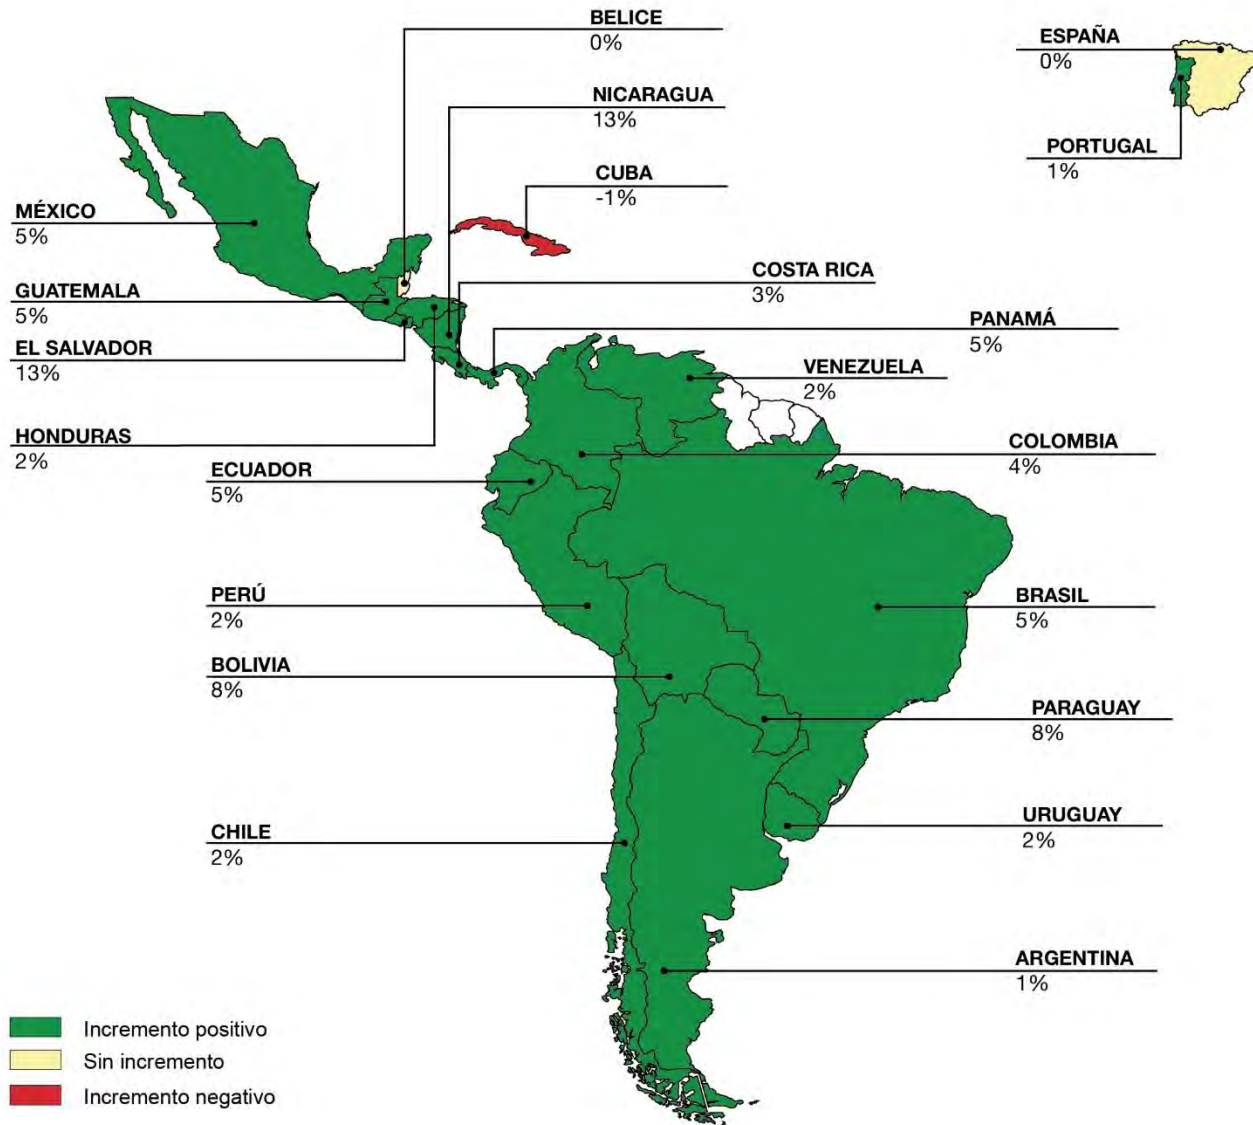 BELICE
0%
ESPAÑA
0%
NICARAGUA
13%
PORTUGAL
1%
CUBA
-1%
MÉXICO
5%
COSTA RICA
3%
GUATEMALA
5%
PANAMÁ
5%
EL SALVADOR
13%
VENEZUELA
2%
HONDURAS
2%
COLOMBIA
4%
ECUADOR
5%
PERÚ
2%
BRASIL
5%
BOLIVIA
8%
PARAGUAY
8%
URUGUAY
2%
CHILE
2%
ARGENTINA
1%
Incremento positivo
Sin incremento
Incremento negativo